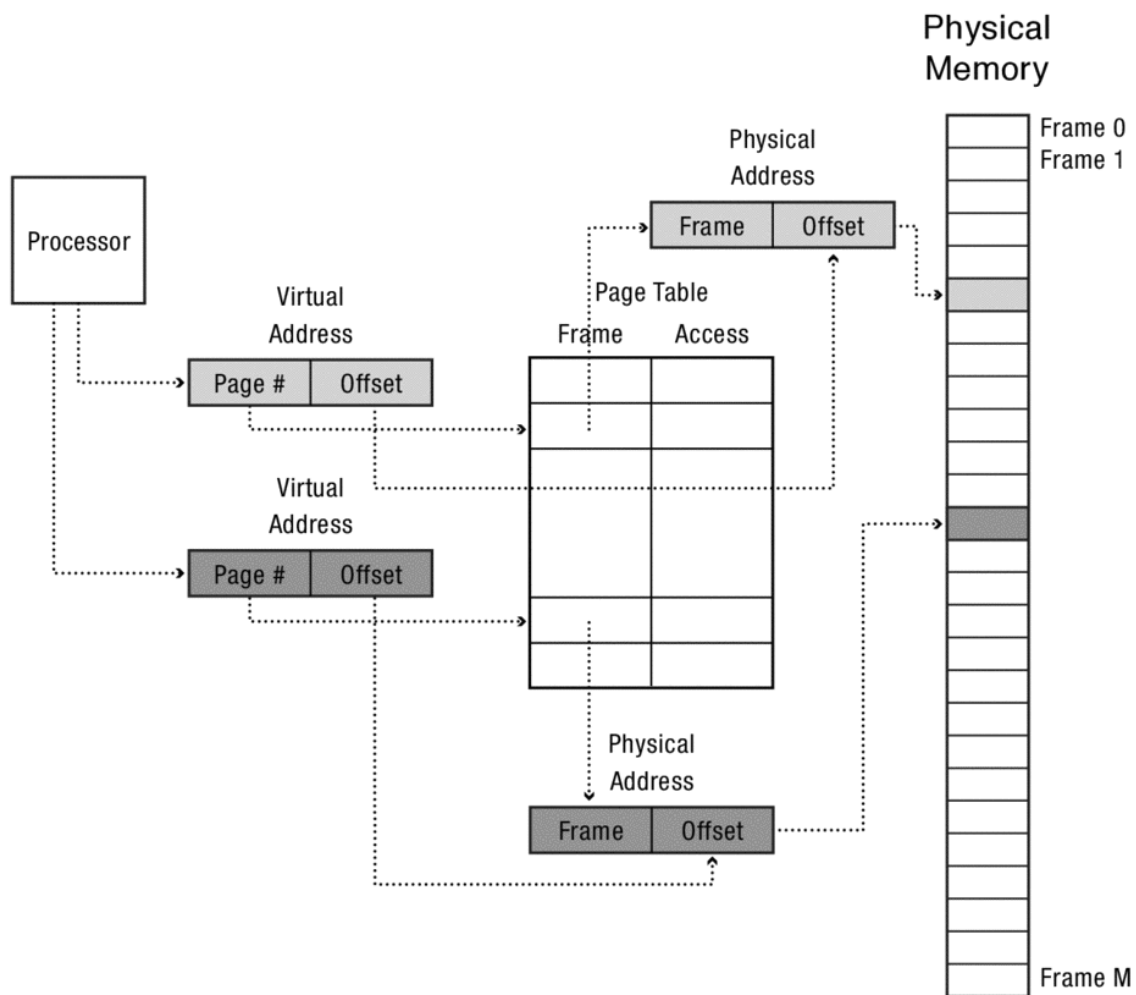 Physical
Memory
Frame 0
Frame 1
Physical
Address
Frame Offset
Processor
Virtual
Address
Page # Offset
Page Table
Frame Access
Virtual
Address
Page # Offset
Physical
Address
Frame Offset
Frame M